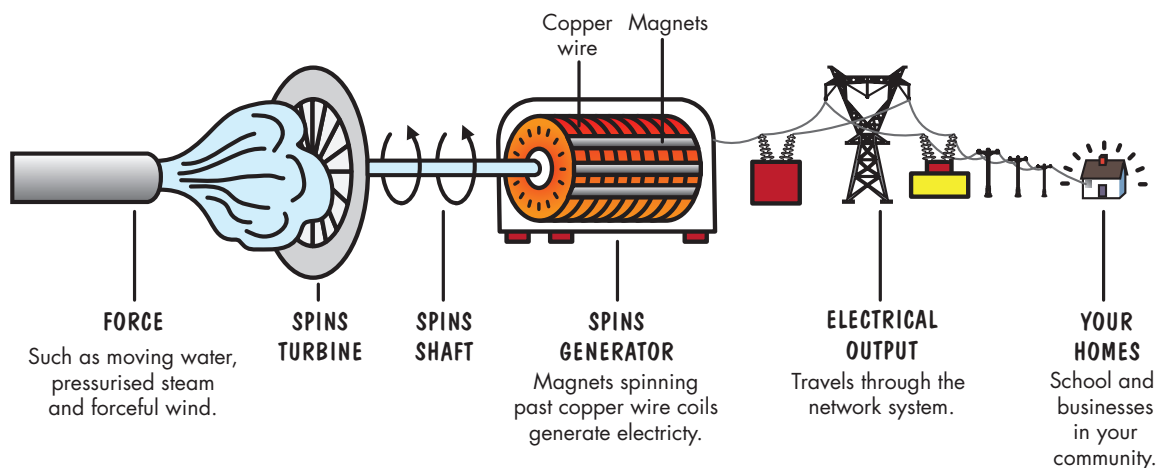 Copper
wire
Magnets
FORCE
Such as moving water,
pressurised steam
and forceful wind.
SPINS
TURBINE
SPINS
SHAFT
SPINS
GENERATOR
Magnets spinning
past copper wire coils
generate electricty.
ELECTRICAL
OUTPUT
Travels through the
network system.
YOUR
HOMES
School and
businesses
in your
community.